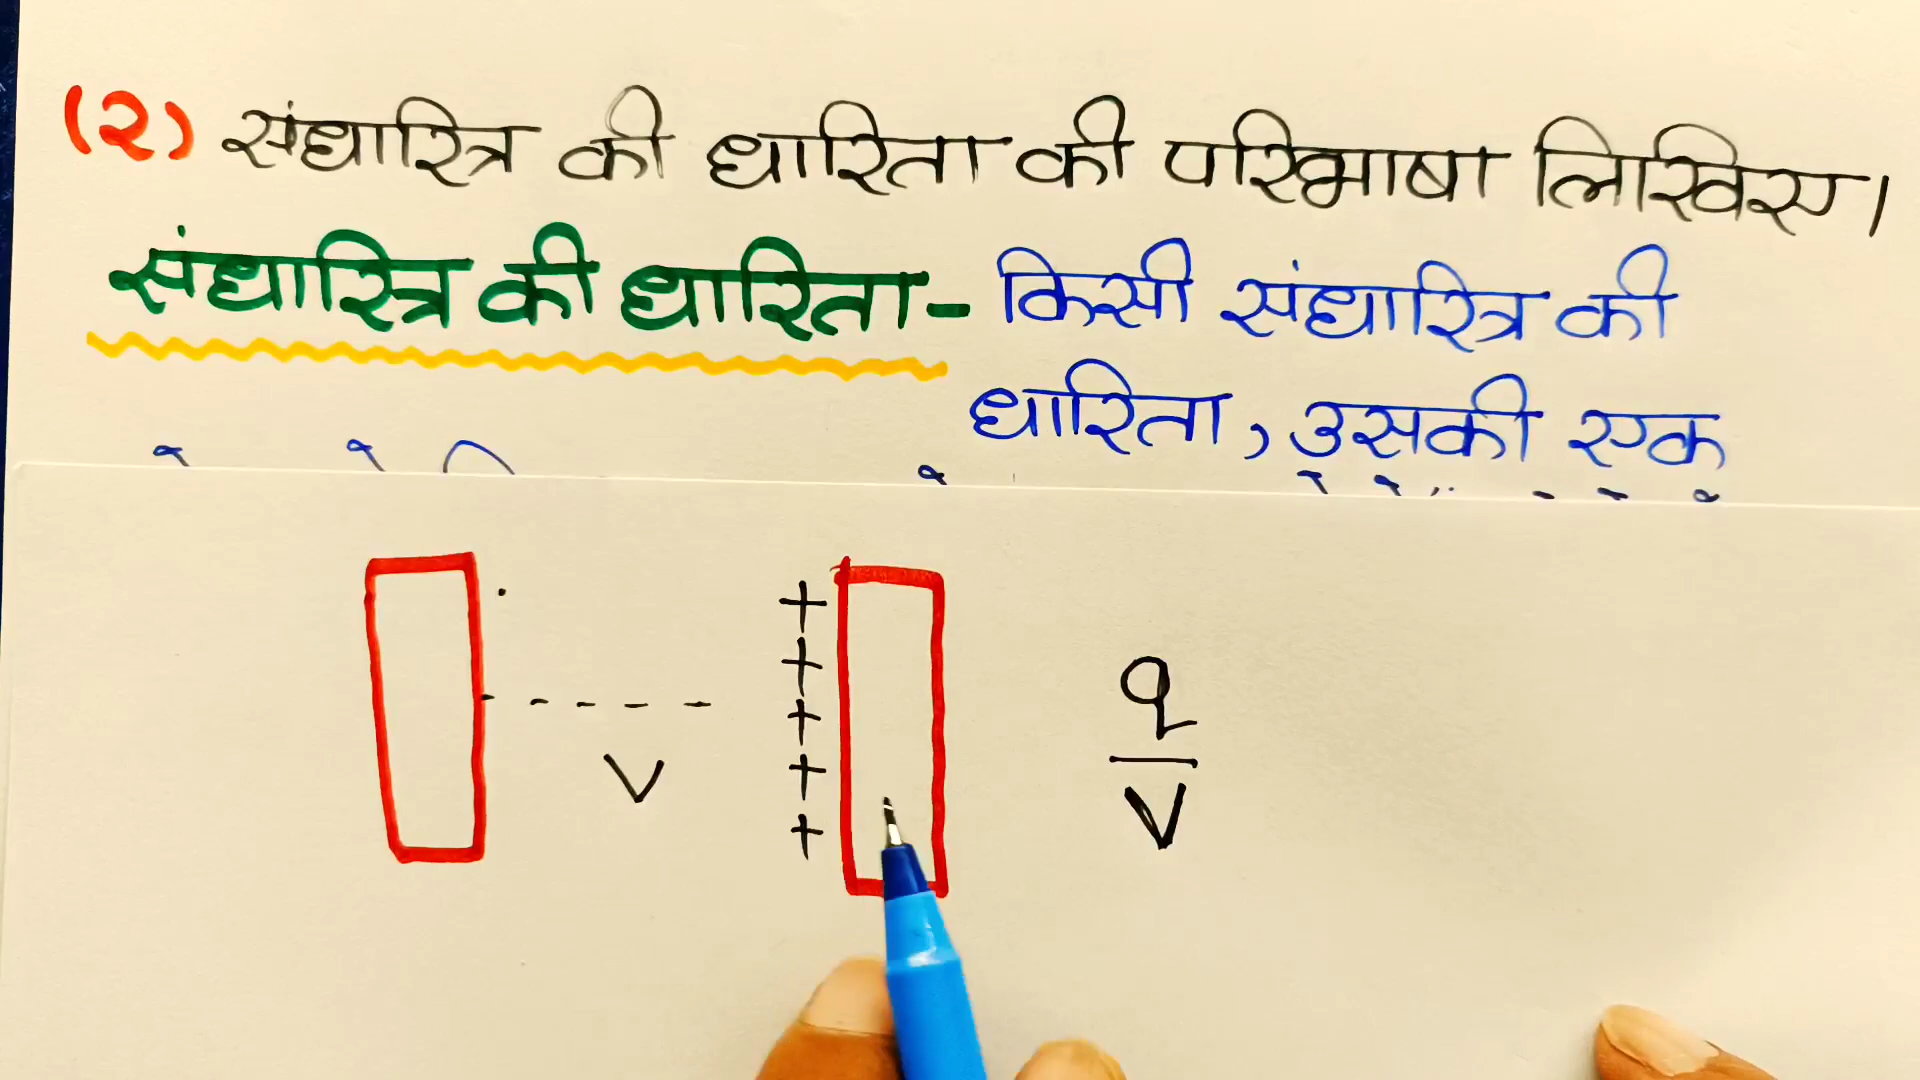 (२) संधारित्र की धारिता की परिभाषा लिखिए।
संधारित्र की धारिता - किसी संधारित्र की
धारिता, उसकी एक
+
+
+
+
+
V
q
V